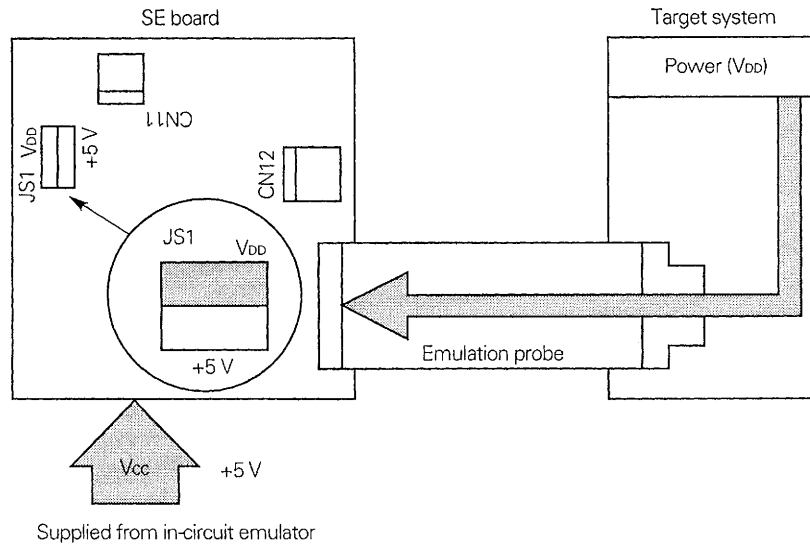 SE board
Target system
Power (VDD)
CN11
JS1 VDD
+5 V
CN12
JS1
VDD
+5 V
Emulation probe
Vcc
+5 V
Supplied from in-circuit emulator